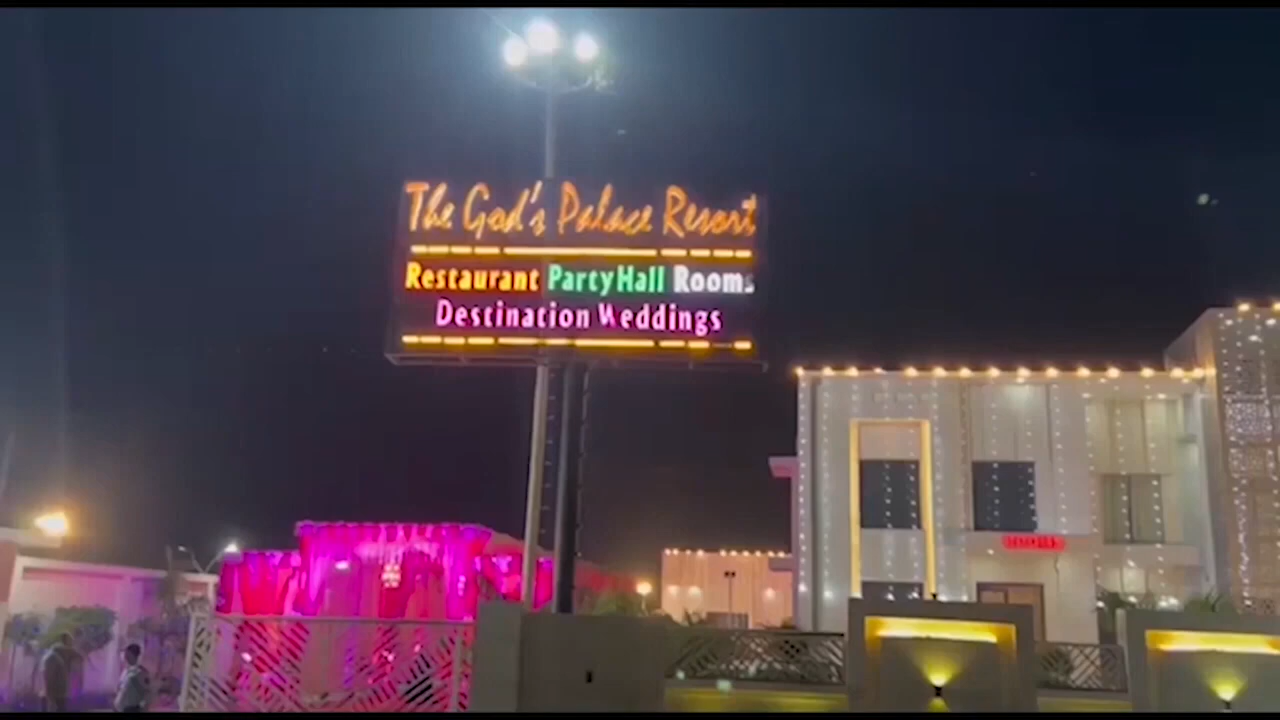 The God's Palace Resort
Restaurant PartyHall Rooms
Destination Weddings